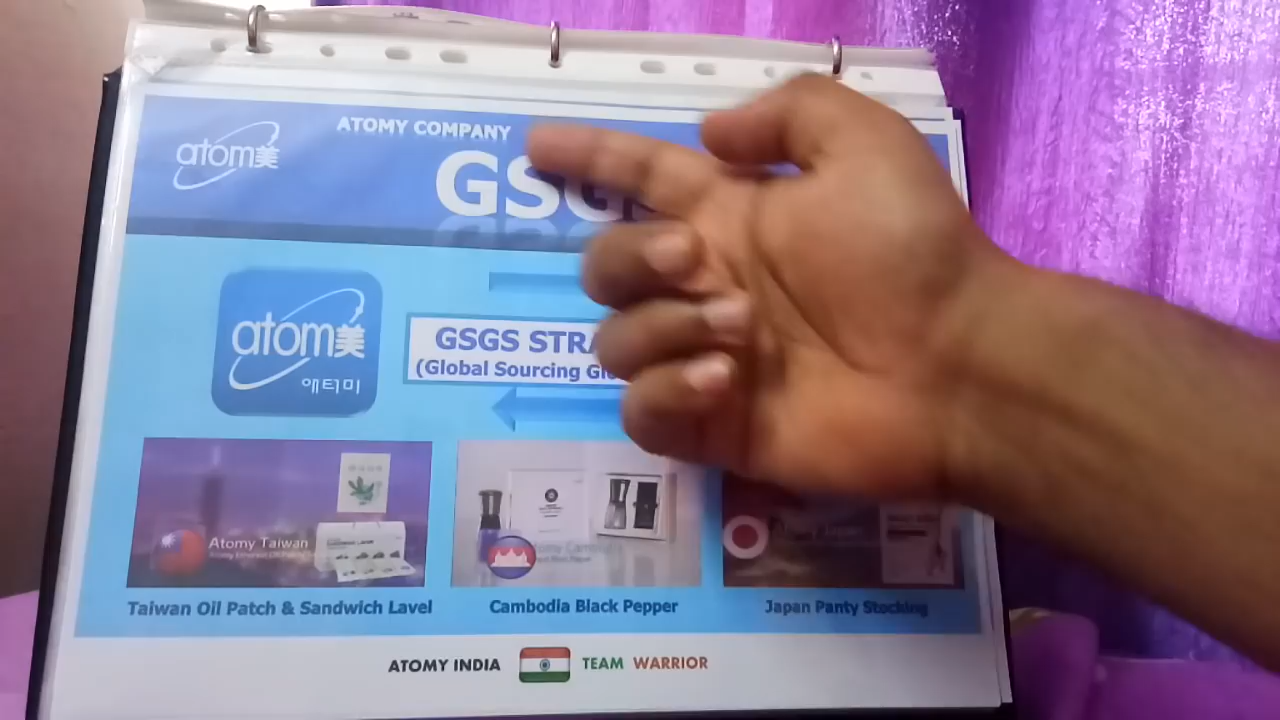 ATOMY COMPANY
atom美
GSG
atom美
애터미
GSGS STRA
(Global Sourcing Glo
Atomy Taiwan
Taiwan Oil Patch & Sandwich Lavel
Cambodia Black Pepper
Japan Panty Stocking
ATOMY INDIA TEAM WARRIOR